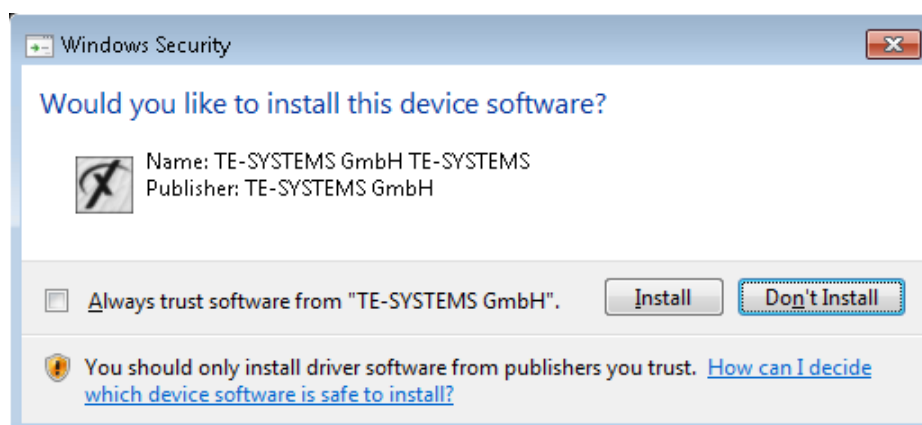 Windows Security
Would you like to install this device software?
Name: TE-SYSTEMS GmbH TE-SYSTEMS
Publisher: TE-SYSTEMS GmbH
Always trust software from "TE-SYSTEMS GmbH".
Install
Don't Install
You should only install driver software from publishers you trust. How can I decide
which device software is safe to install?